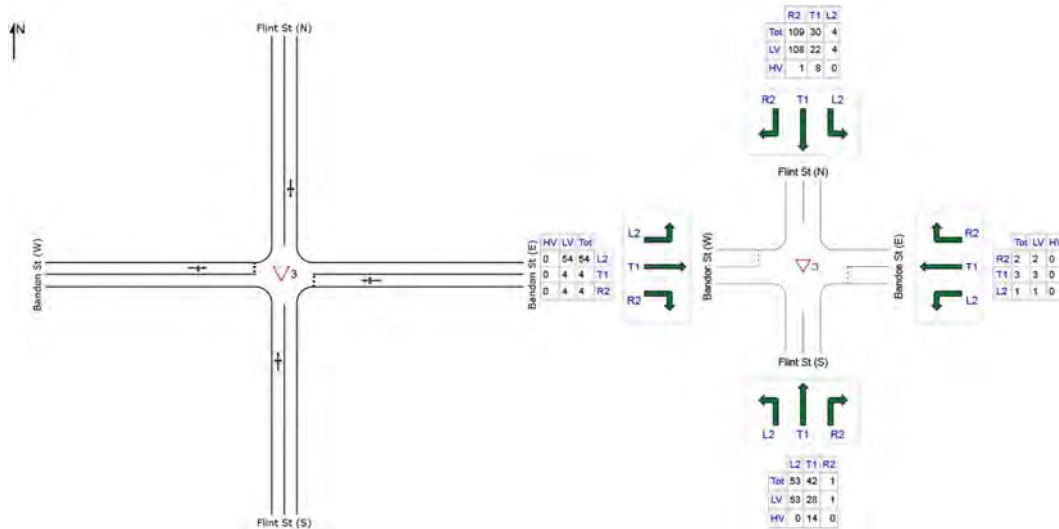 N
Flint St (N)
Bandon St (W)
Bandon St (E)
3
Flint St (S)
R2 T1 L2
Tot 109 30 4
LV 108 22 4
HV 1 8 0
R2 T1 L2
Flint St (N)
HV LV Tot
0 54 54 L2
0 4 4 T1
0 4 4 R2
L2
T1
R2
Bandon St (W)
3
Bandon St (E)
R2
T1
L2
Tot LV HV
R2 2 2 0
T1 3 3 0
L2 1 1 0
Flint St (S)
L2 T1 R2
L2 T1 R2
Tot 53 42 1
LV 53 28 1
HV 0 14 0